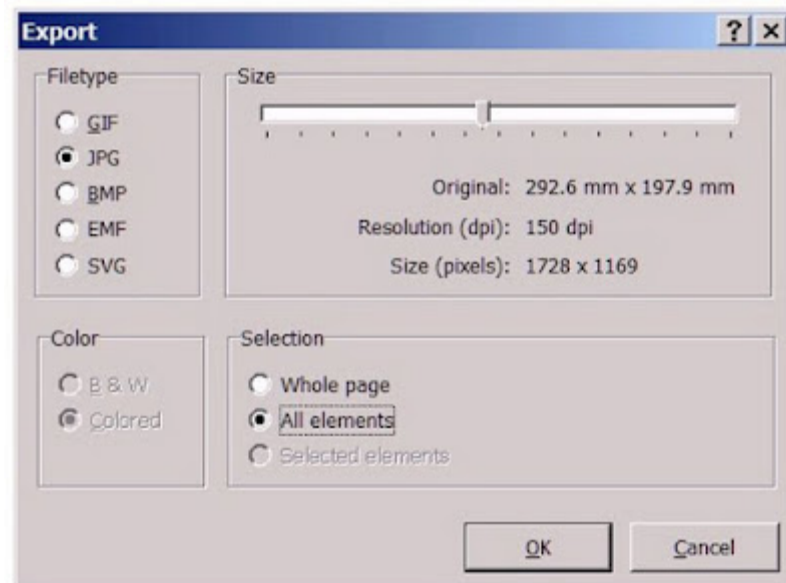 Export
Filetype
GIF
JPG
BMP
EMF
SVG
Size
Original: 292.6 mm x 197.9 mm
Resolution (dpi): 150 dpi
Size (pixels): 1728 x 1169
Color
B & W
Colored
Selection
Whole page
All elements
Selected elements
OK
Cancel